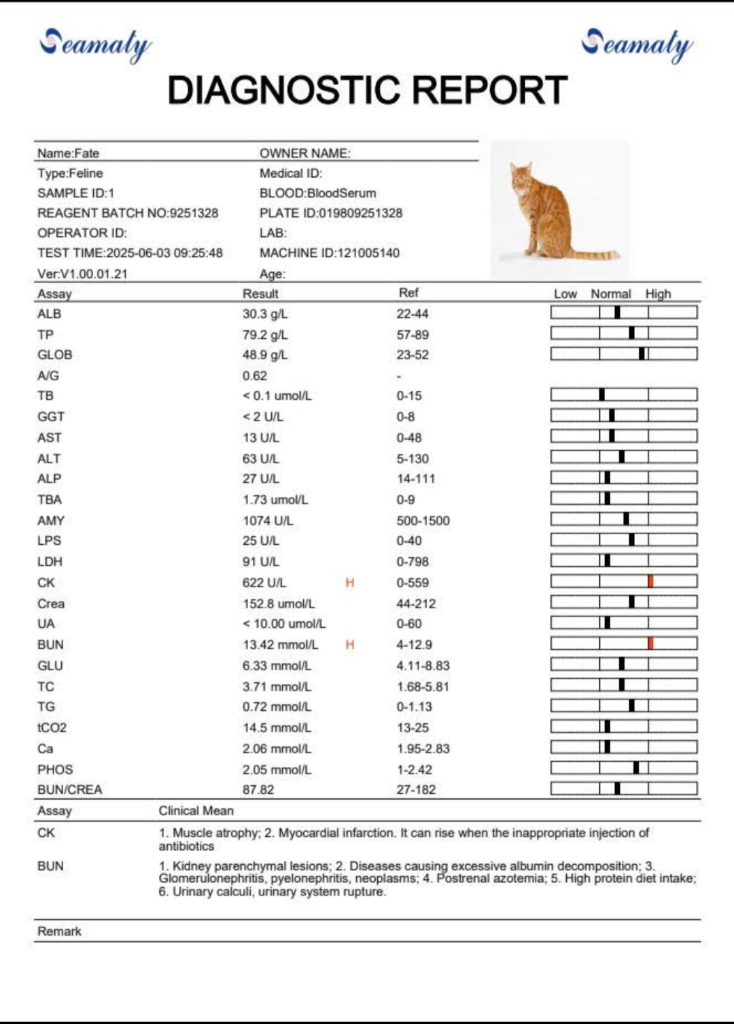 Seamaty Seamaty
DIAGNOSTIC REPORT
Name:Fate OWNER NAME:
Type:Feline Medical ID:
SAMPLE ID:1 BLOOD:BloodSerum
REAGENT BATCH NO:9251328 PLATE ID:019809251328
OPERATOR ID: LAB:
TEST TIME:2025-06-03 09:25:48 MACHINE ID:121005140
Ver:V1.00.01.21 Age:
Assay Result Ref Low Normal High
ALB 30.3 g/L 22-44
TP 79.2 g/L 57-89
GLOB 48.9 g/L 23-52
A/G 0.62 -
TB < 0.1 umol/L 0-15
GGT < 2 U/L 0-8
AST 13 U/L 0-48
ALT 63 U/L 5-130
ALP 27 U/L 14-111
TBA 1.73 umol/L 0-9
AMY 1074 U/L 500-1500
LPS 25 U/L 0-40
LDH 91 U/L 0-798
CK 622 U/L H 0-559
Crea 152.8 umol/L 44-212
UA < 10.00 umol/L 0-60
BUN 13.42 mmol/L H 4-12.9
GLU 6.33 mmol/L 4.11-8.83
TC 3.71 mmol/L 1.68-5.81
TG 0.72 mmol/L 0-1.13
tCO2 14.5 mmol/L 13-25
Ca 2.06 mmol/L 1.95-2.83
PHOS 2.05 mmol/L 1-2.42
BUN/CREA 87.82 27-182
Assay Clinical Mean
CK 1. Muscle atrophy; 2. Myocardial infarction. It can rise when the inappropriate injection of
antibiotics
BUN 1. Kidney parenchymal lesions; 2. Diseases causing excessive albumin decomposition; 3.
Glomerulonephritis, pyelonephritis, neoplasms; 4. Postrenal azotemia; 5. High protein diet intake;
6. Urinary calculi, urinary system rupture.
Remark